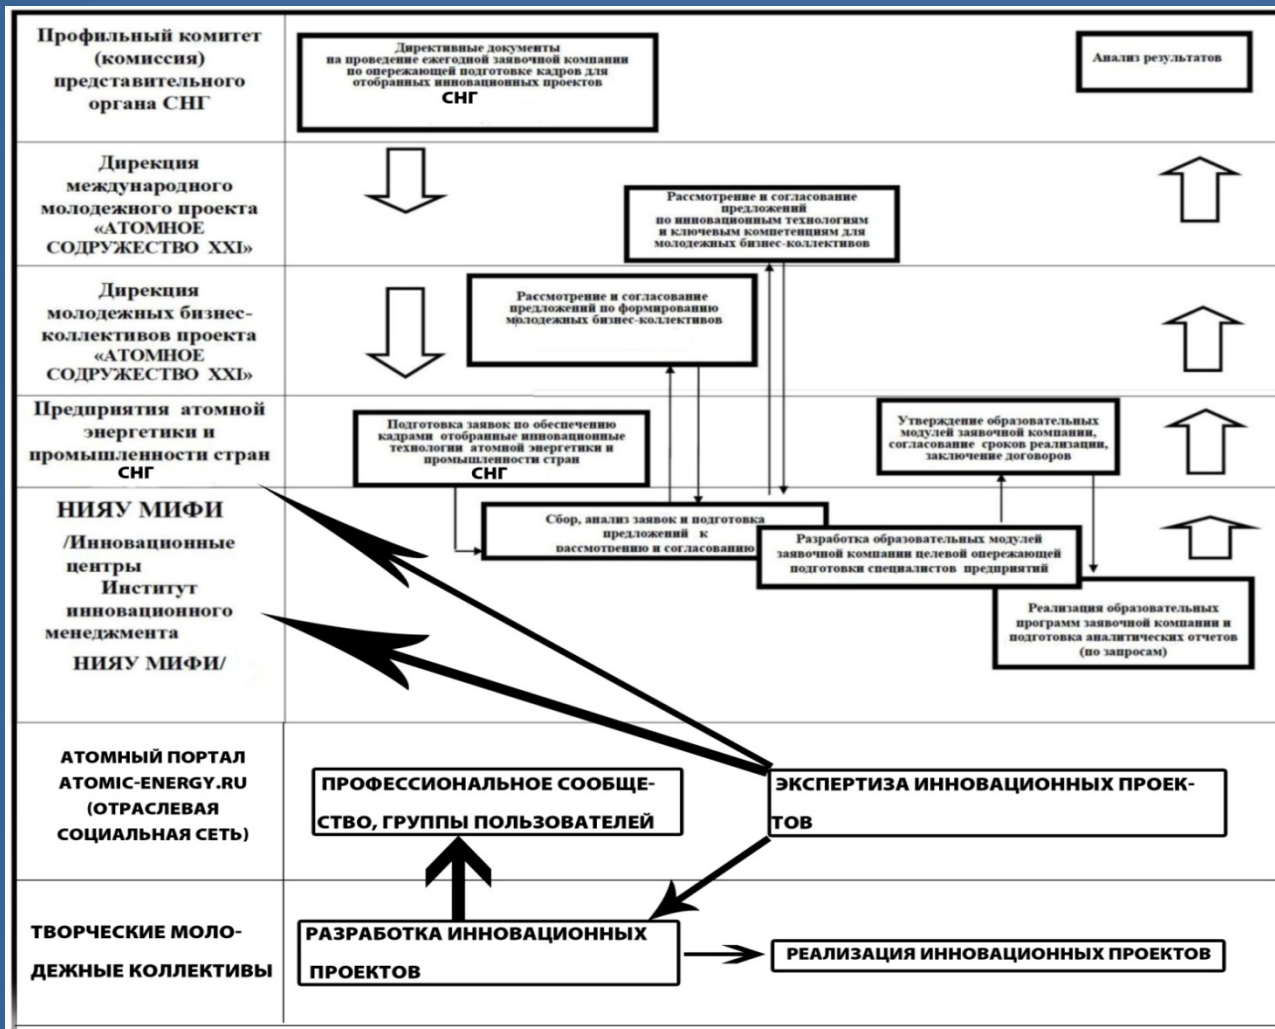 Профильный комитет
(комиссия)
представительного
органа СНГ
Директивные документы
на проведение ежегодной заявочной компании
по опережающей подготовке кадров для
отобранных инновационных проектов
СНГ
Анализ результатов
Дирекция
международного
молодежного проекта
«АТОМНОЕ
СОДРУЖЕСТВО XXI»
Рассмотрение и согласование
предложений
по инновационным технологиям
и ключевым компетенциям для
молодежных бизнес-коллективов
Дирекция
молодежных бизнес-
коллективов проекта
«АТОМНОЕ
СОДРУЖЕСТВО XXI»
Рассмотрение и согласование
предложений по формированию
молодежных бизнес-коллективов
Предприятия атомной
энергетики и
промышленности стран
СНГ
Подготовка заявок по обеспечению
кадрами отобранные инновационные
технологии атомной энергетики и
промышленности стран
СНГ
Утверждение образовательных
модулей заявочной компании,
согласование сроков реализации,
заключение договоров
НИЯУ МИФИ
/Инновационные
центры
Институт
инновационного
менеджмента
НИЯУ МИФИ/
Сбор, анализ заявок и подготовка
предложений к
рассмотрению и согласованию
Разработка образовательных модулей
заявочной компании целевой опережающей
подготовки специалистов предприятий
Реализация образовательных
программ заявочной компании и
подготовка аналитических отчетов
(по запросам)
АТОМНЫЙ ПОРТАЛ
ATOMIC-ENERGY.RU
(ОТРАСЛЕВАЯ
СОЦИАЛЬНАЯ СЕТЬ)
ПРОФЕССИОНАЛЬНОЕ СООБЩЕ-
СТВО, ГРУППЫ ПОЛЬЗОВАТЕЛЕЙ
ЭКСПЕРТИЗА ИННОВАЦИОННЫХ ПРОЕК-
ТОВ
ТВОРЧЕСКИЕ МОЛО-
ДЕЖНЫЕ КОЛЛЕКТИВЫ
РАЗРАБОТКА ИННОВАЦИОННЫХ
ПРОЕКТОВ
РЕАЛИЗАЦИЯ ИННОВАЦИОННЫХ ПРОЕКТОВ